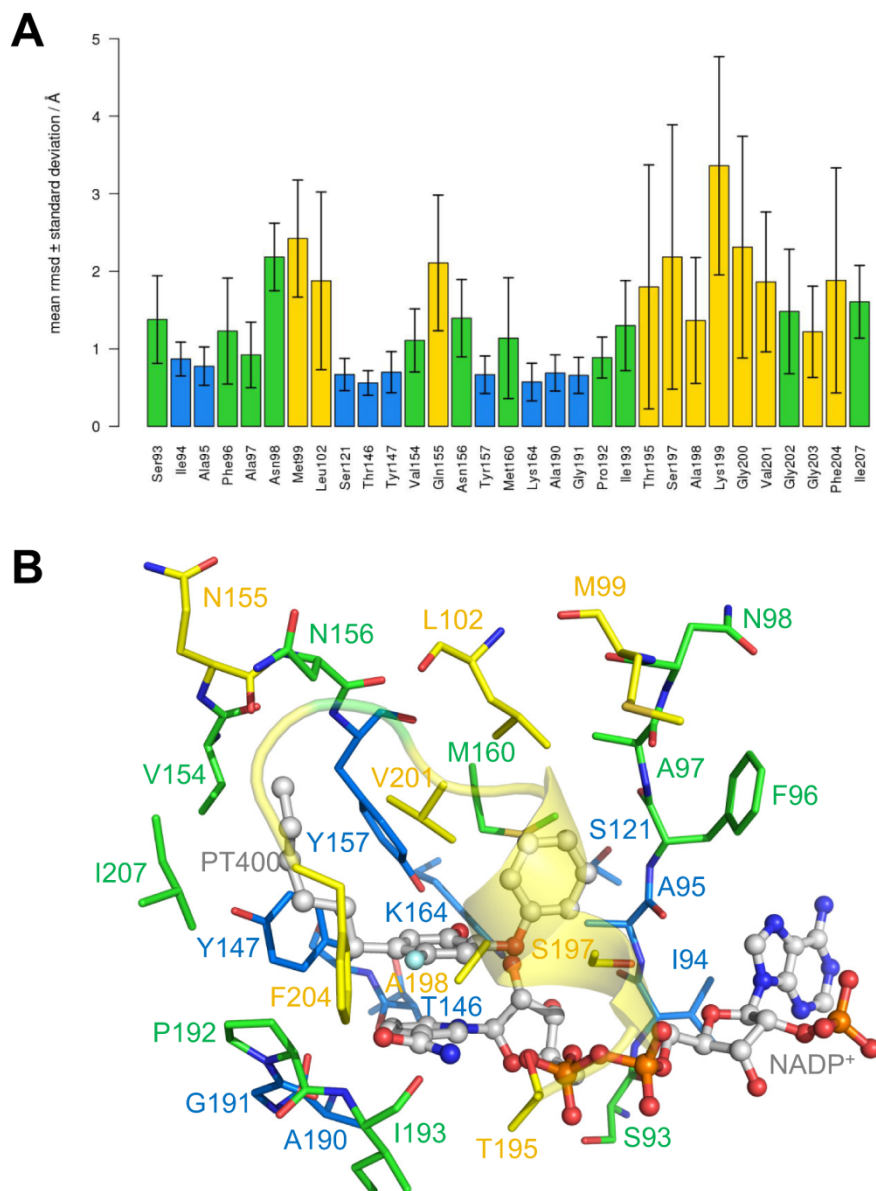 A
mean rmsd ± standard deviation / Å
5
4
3
2
1
0
Ser93
Ile94
Ala95
Phe96
Ala97
Asn98
Met99
Leu102
Ser121
Thr146
Tyr147
Val154
Gln155
Asn156
Tyr157
Met160
Lys164
Ala190
Gly191
Pro192
Ile193
Thr195
Ser197
Ala198
Lys199
Gly200
Val201
Gly202
Gly203
Phe204
Ile207
B
N155
N156
L102
M99
N98
V154
V201
M160
A97
F96
Y157
S121
PT400
I207
A95
K164
Y147
S197
I94
A198
F204
T146
P192
NADP+
G191
A190
I193
T195
S93